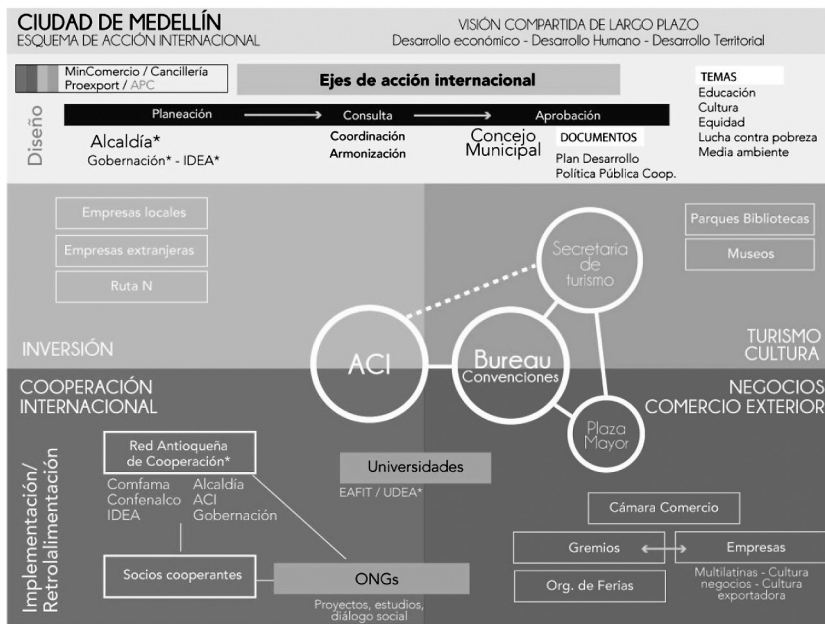 CIUDAD DE MEDELLÍN
ESQUEMA DE ACCIÓN INTERNACIONAL
VISIÓN COMPARTIDA DE LARGO PLAZO
Desarrollo económico - Desarrollo Humano - Desarrollo Territorial
MinComercio / Cancillería
Proexport / APC
Ejes de acción internacional
TEMAS
Educación
Cultura
Equidad
Lucha contra pobreza
Media ambiente
Diseño
Planeación
Consulta
Aprobación
Alcaldía*
Gobernación* - IDEA*
Coordinación
Armonización
Concejo
Municipal
DOCUMENTOS
Plan Desarrollo
Política Pública Coop.
Empresas locales
Empresas extranjeras
Ruta N
INVERSIÓN
Secretaria
de
turismo
Parques Bibliotecas
Museos
TURISMO
CULTURA
ACI
Bureau
Convenciones
Plaza
Mayor
COOPERACIÓN
INTERNACIONAL
NEGOCIOS
COMERCIO EXTERIOR
Implementación/
Retrolalimentación
Red Antioqueña
de Cooperación*
Comfama
Confenalco
IDEA
Alcaldía
ACI
Gobernación
Universidades
EAFIT / UDEA*
Socios cooperantes
ONGs
Proyectos, estudios,
diálogo social
Cámara Comercio
Gremios
Empresas
Org. de Ferias
Multilatinas - Cultura
negocios - Cultura
exportadora